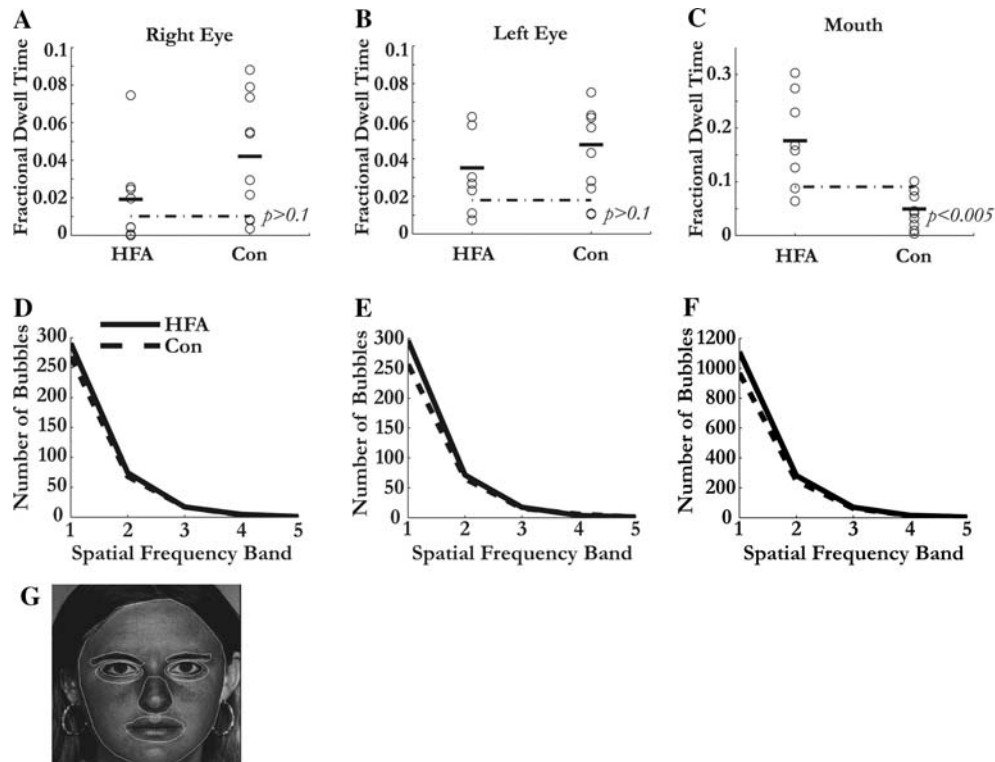 A
Right Eye
Fractional Dwell Time
0.1
0.08
0.06
0.04
0.02
0
p>0.1
HFA Con
B
Left Eye
Fractional Dwell Time
0.1
0.08
0.06
0.04
0.02
0
p>0.1
HFA Con
C
Mouth
Fractional Dwell Time
0.3
0.2
0.1
0
p<0.005
HFA Con
D
HFA
Con
Number of Bubbles
300
250
200
150
100
50
0
1 2 3 4 5
Spatial Frequency Band
E
Number of Bubbles
300
250
200
150
100
50
0
1 2 3 4 5
Spatial Frequency Band
F
Number of Bubbles
1200
1000
800
600
400
200
0
1 2 3 4 5
Spatial Frequency Band
G